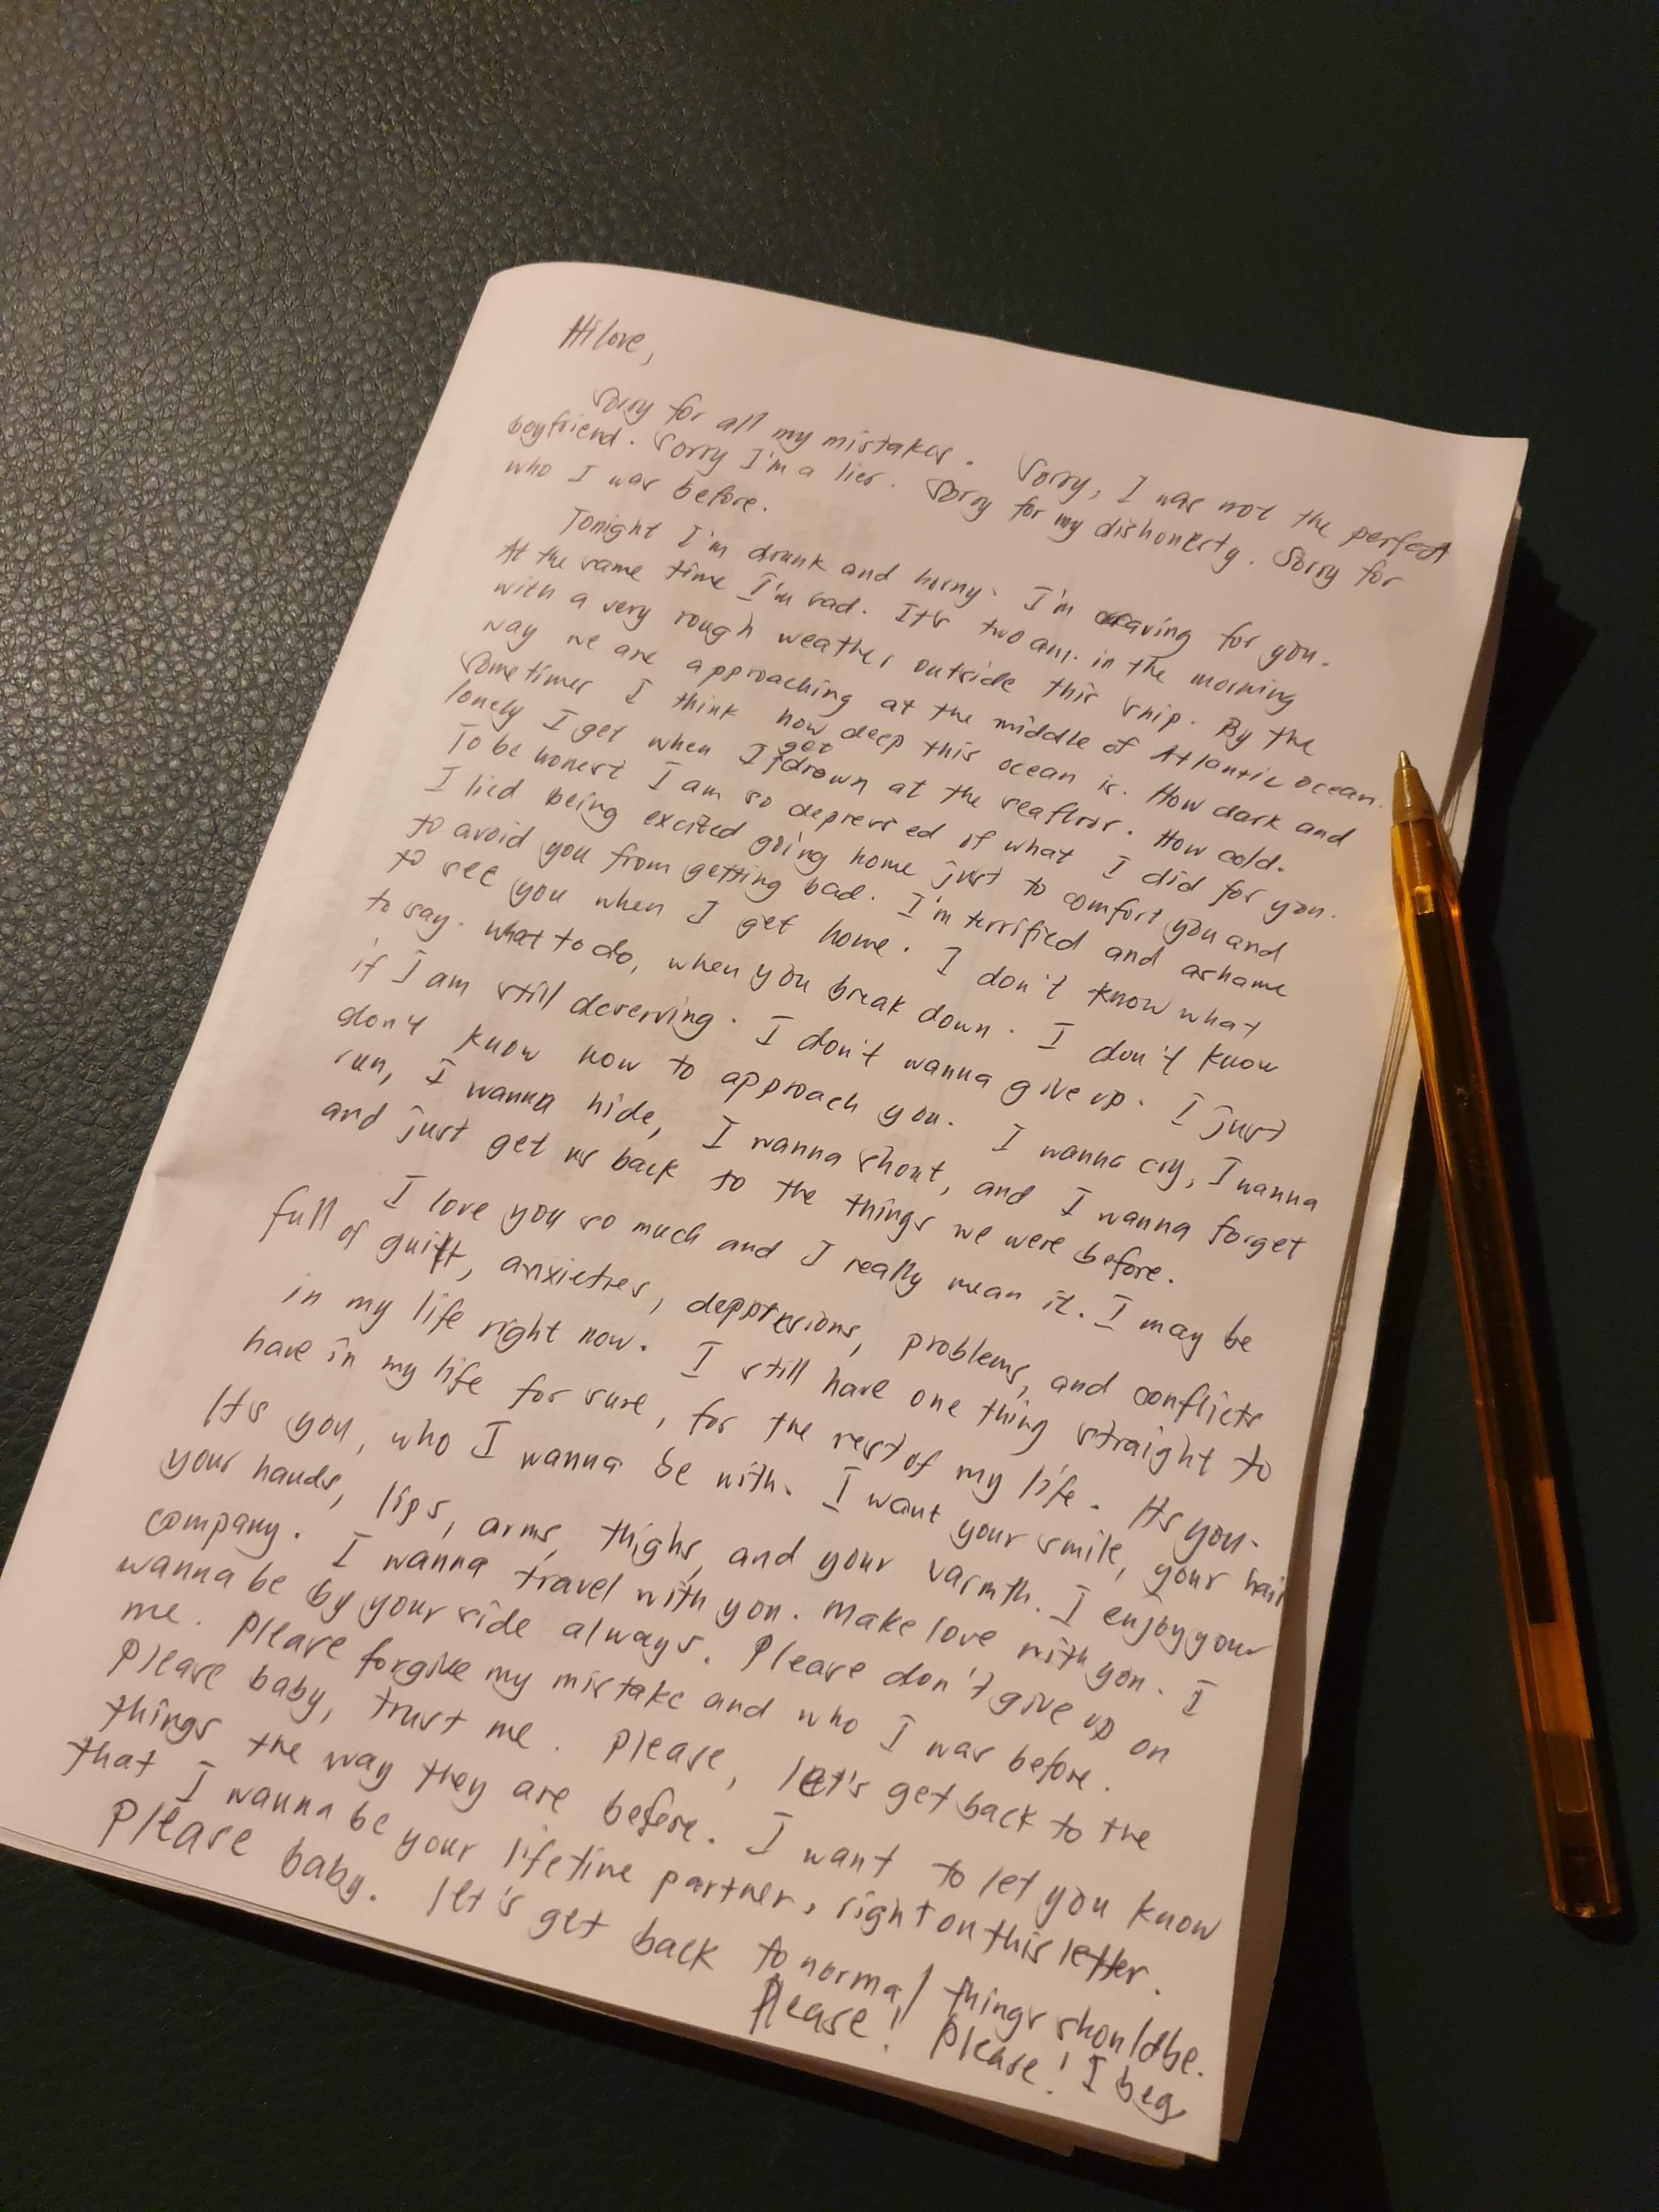 Hi love,
Sorry for all my mistakes. Sorry, I was not the perfect
boyfriend. Sorry I'm a lier. Sorry for my dishonesty. Sorry for
who I was before.
Tonight I'm drunk and horny. I'm craving for you.
At the same time I'm sad. It's two am. in the morning
with a very rough weather outside this ship. By the
way we are approaching at the middle of Atlantic ocean.
Sometimes I think how deep this ocean is. How dark and
lonely I get when I got drown at the seafloor. How cold.
To be honest I am so depressed of what I did for you.
I lied being excited going home just to comfort you and
to avoid you from getting bad. I'm terrified and ashame
to see you when I get home. I don't know what
to say. what to do, when you break down. I don't know
if I am still deserving. I don't wanna give up. I just
don't know how to approach you. I wanna cry, I wanna
run, I wanna hide, I wanna shout, and I wanna forget
and just get us back to the things we were before.
I love you so much and I really mean it. I may be
full of guilt, anxieties, deppresions, problems, and conflicts
in my life right now. I still have one thing straight to
have in my life for sure, for the rest of my life. Its you.
Its you, who I wanna be with. I want your smile, your hair
your hands, lips, arms, thighs, and your warmth. I enjoy your
company. I wanna travel with you. Make love with you. I
wanna be by your side always. Please don't give up on
me. Please forgive my mistake and who I was before.
Please baby, trust me. Please, let's get back to the
things the way they are before. I want to let you know
that I wanna be your lifetime partner, right on this letter.
Please baby. let's get back to normal things should be.
Please! Please! I beg